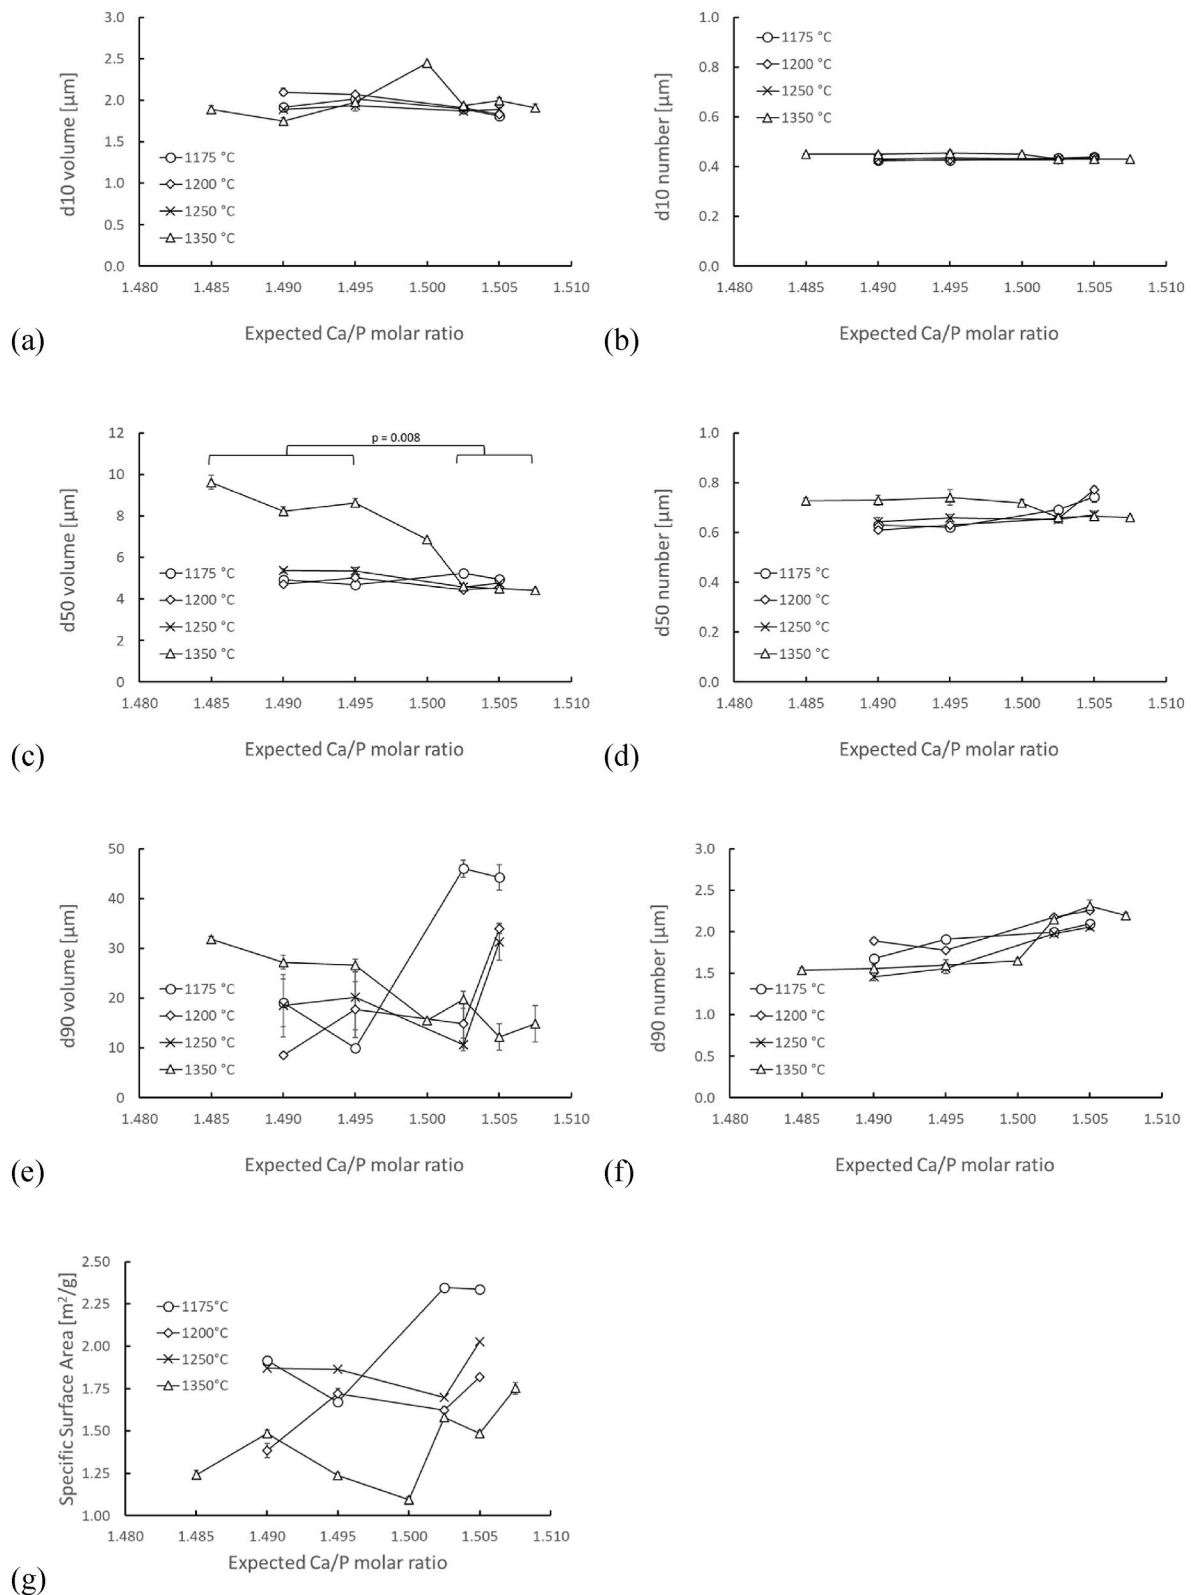 3.0
2.5
2.0
1.5
1.0
0.5
0.0
d10 volume [µm]
1175 °C
1200 °C
1250 °C
1350 °C
1.480 1.485 1.490 1.495 1.500 1.505 1.510
Expected Ca/P molar ratio
(a)
1.0
0.8
0.6
0.4
0.2
0.0
d10 number [µm]
1175 °C
1200 °C
1250 °C
1350 °C
1.480 1.485 1.490 1.495 1.500 1.505 1.510
Expected Ca/P molar ratio
(b)
12
10
8
6
4
2
0
d50 volume [µm]
p = 0.008
1175 °C
1200 °C
1250 °C
1350 °C
1.480 1.485 1.490 1.495 1.500 1.505 1.510
Expected Ca/P molar ratio
(c)
1.0
0.8
0.6
0.4
0.2
0.0
d50 number [µm]
1175 °C
1200 °C
1250 °C
1350 °C
1.480 1.485 1.490 1.495 1.500 1.505 1.510
Expected Ca/P molar ratio
(d)
50
40
30
20
10
0
d90 volume [µm]
1175 °C
1200 °C
1250 °C
1350 °C
1.480 1.485 1.490 1.495 1.500 1.505 1.510
Expected Ca/P molar ratio
(e)
3.0
2.5
2.0
1.5
1.0
0.5
0.0
d90 number [µm]
1175 °C
1200 °C
1250 °C
1350 °C
1.480 1.485 1.490 1.495 1.500 1.505 1.510
Expected Ca/P molar ratio
(f)
2.50
2.25
2.00
1.75
1.50
1.25
1.00
Specific Surface Area [m²/g]
1175°C
1200°C
1250°C
1350°C
1.480 1.485 1.490 1.495 1.500 1.505 1.510
Expected Ca/P molar ratio
(g)